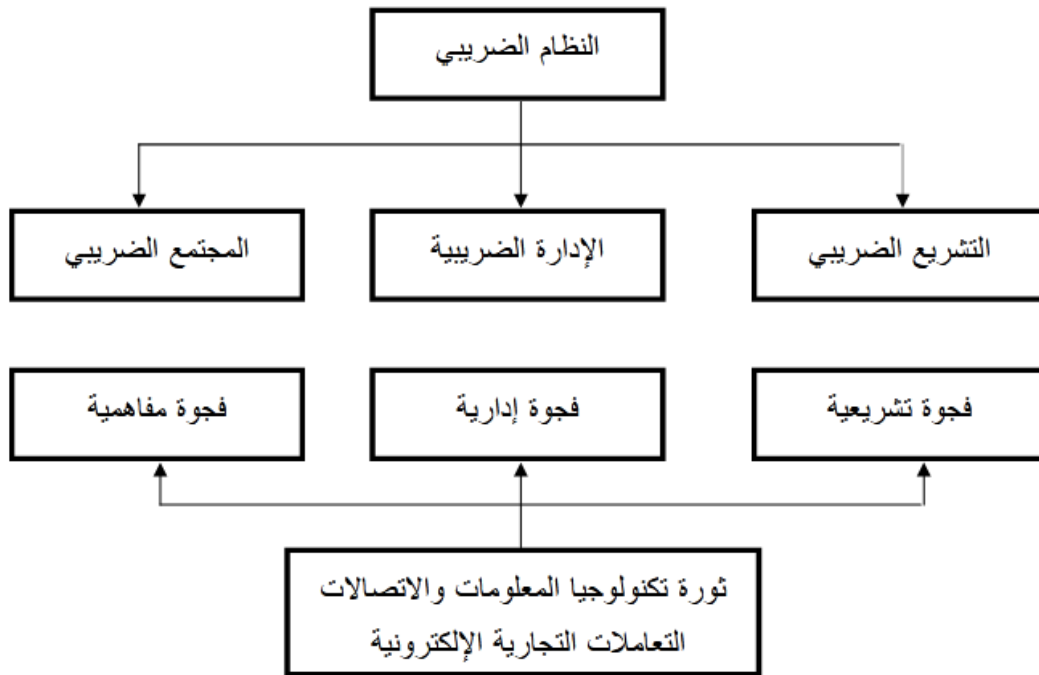 النظام الضريبي
التشريع الضريبي
الإدارة الضريبية
المجتمع الضريبي
فجوة تشريعية
فجوة إدارية
فجوة مفاهمية
ثورة تكنولوجيا المعلومات والاتصالات
التعاملات التجارية الإلكترونية